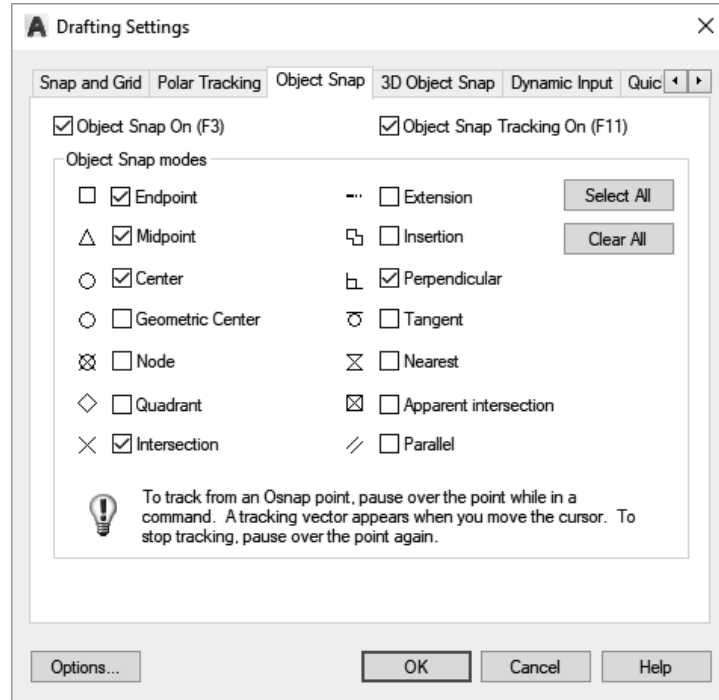 Drafting Settings
Snap and Grid Polar Tracking Object Snap 3D Object Snap Dynamic Input Quic
Object Snap On (F3) Object Snap Tracking On (F11)
Object Snap modes
Endpoint Extension Select All
Midpoint Insertion Clear All
Center Perpendicular
Geometric Center Tangent
Node Nearest
Quadrant Apparent intersection
Intersection Parallel
To track from an Osnap point, pause over the point while in a
command. A tracking vector appears when you move the cursor. To
stop tracking, pause over the point again.
Options... OK Cancel Help